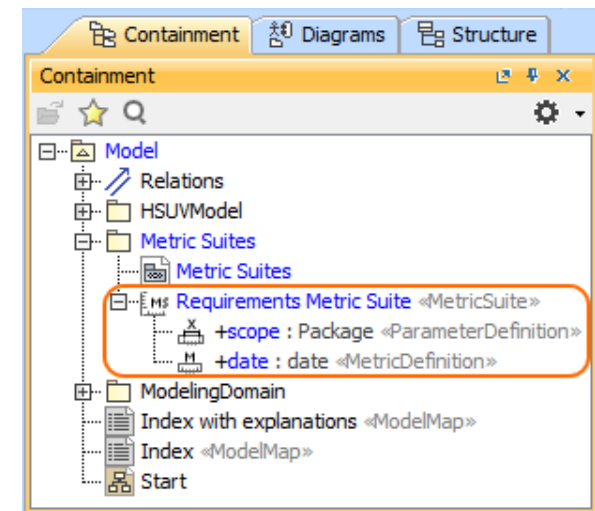 Containment Diagrams Structure
Containment
Model
Relations
HSUVModel
Metric Suites
Metric Suites
MS Requirements Metric Suite «MetricSuite»
X +scope : Package «ParameterDefinition»
M +date : date «MetricDefinition»
ModelingDomain
Index with explanations «ModelMap»
Index «ModelMap»
Start